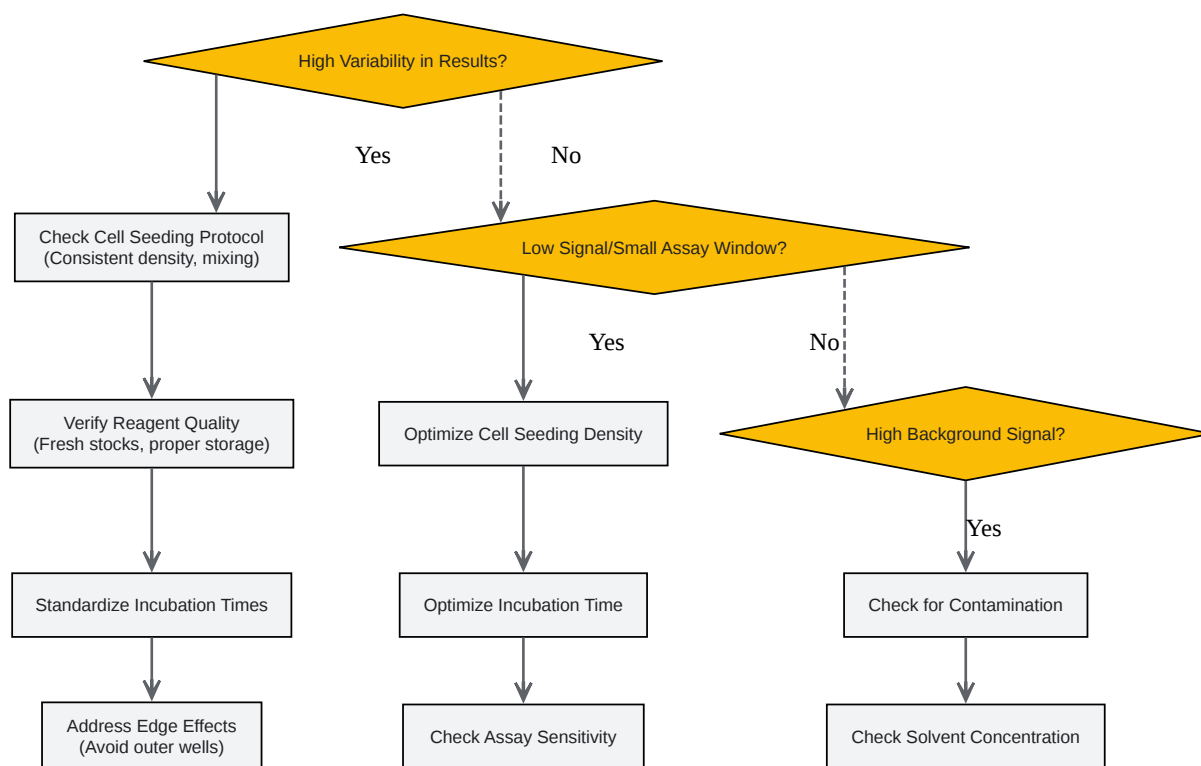 High Variability in Results?
Yes
No
Check Cell Seeding Protocol
(Consistent density, mixing)
Low Signal/Small Assay Window?
Yes
No
Verify Reagent Quality
(Fresh stocks, proper storage)
Optimize Cell Seeding Density
High Background Signal?
Yes
Standardize Incubation Times
Optimize Incubation Time
Check for Contamination
Address Edge Effects
(Avoid outer wells)
Check Assay Sensitivity
Check Solvent Concentration